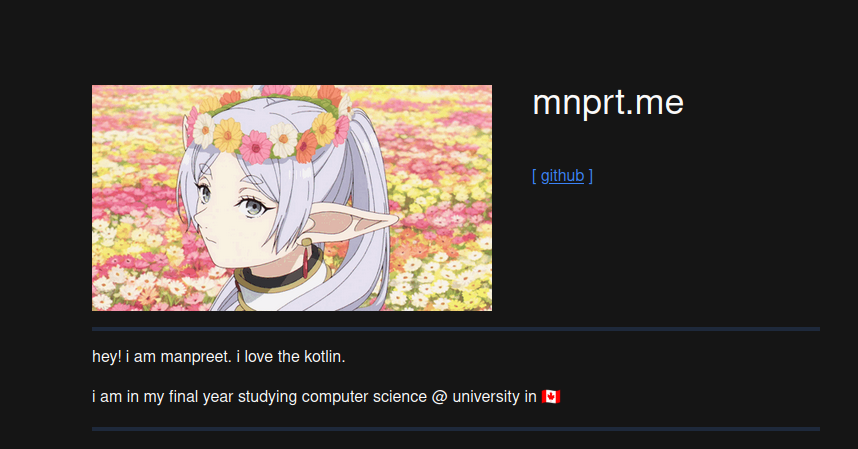 mnprt.me
[ github ]
hey! i am manpreet. i love the kotlin.
i am in my final year studying computer science @ university in 🇨🇦